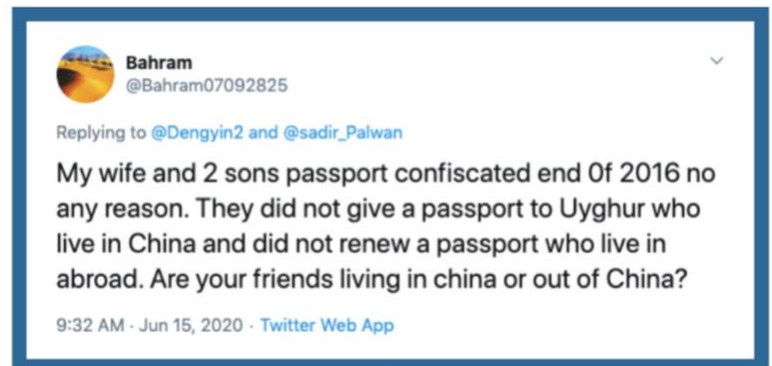 Bahram
@Bahram07092825
Replying to @Dengyin2 and @sadir_Palwan
My wife and 2 sons passport confiscated end Of 2016 no
any reason. They did not give a passport to Uyghur who
live in China and did not renew a passport who live in
abroad. Are your friends living in china or out of China?
9:32 AM · Jun 15, 2020 · Twitter Web App